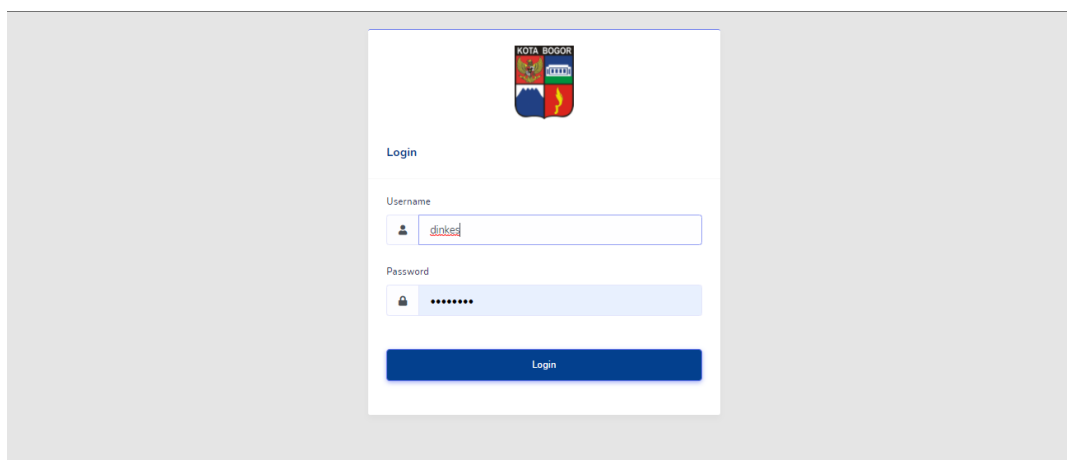 KOTA BOGOR
Login
Username
dinkes
Password
Login